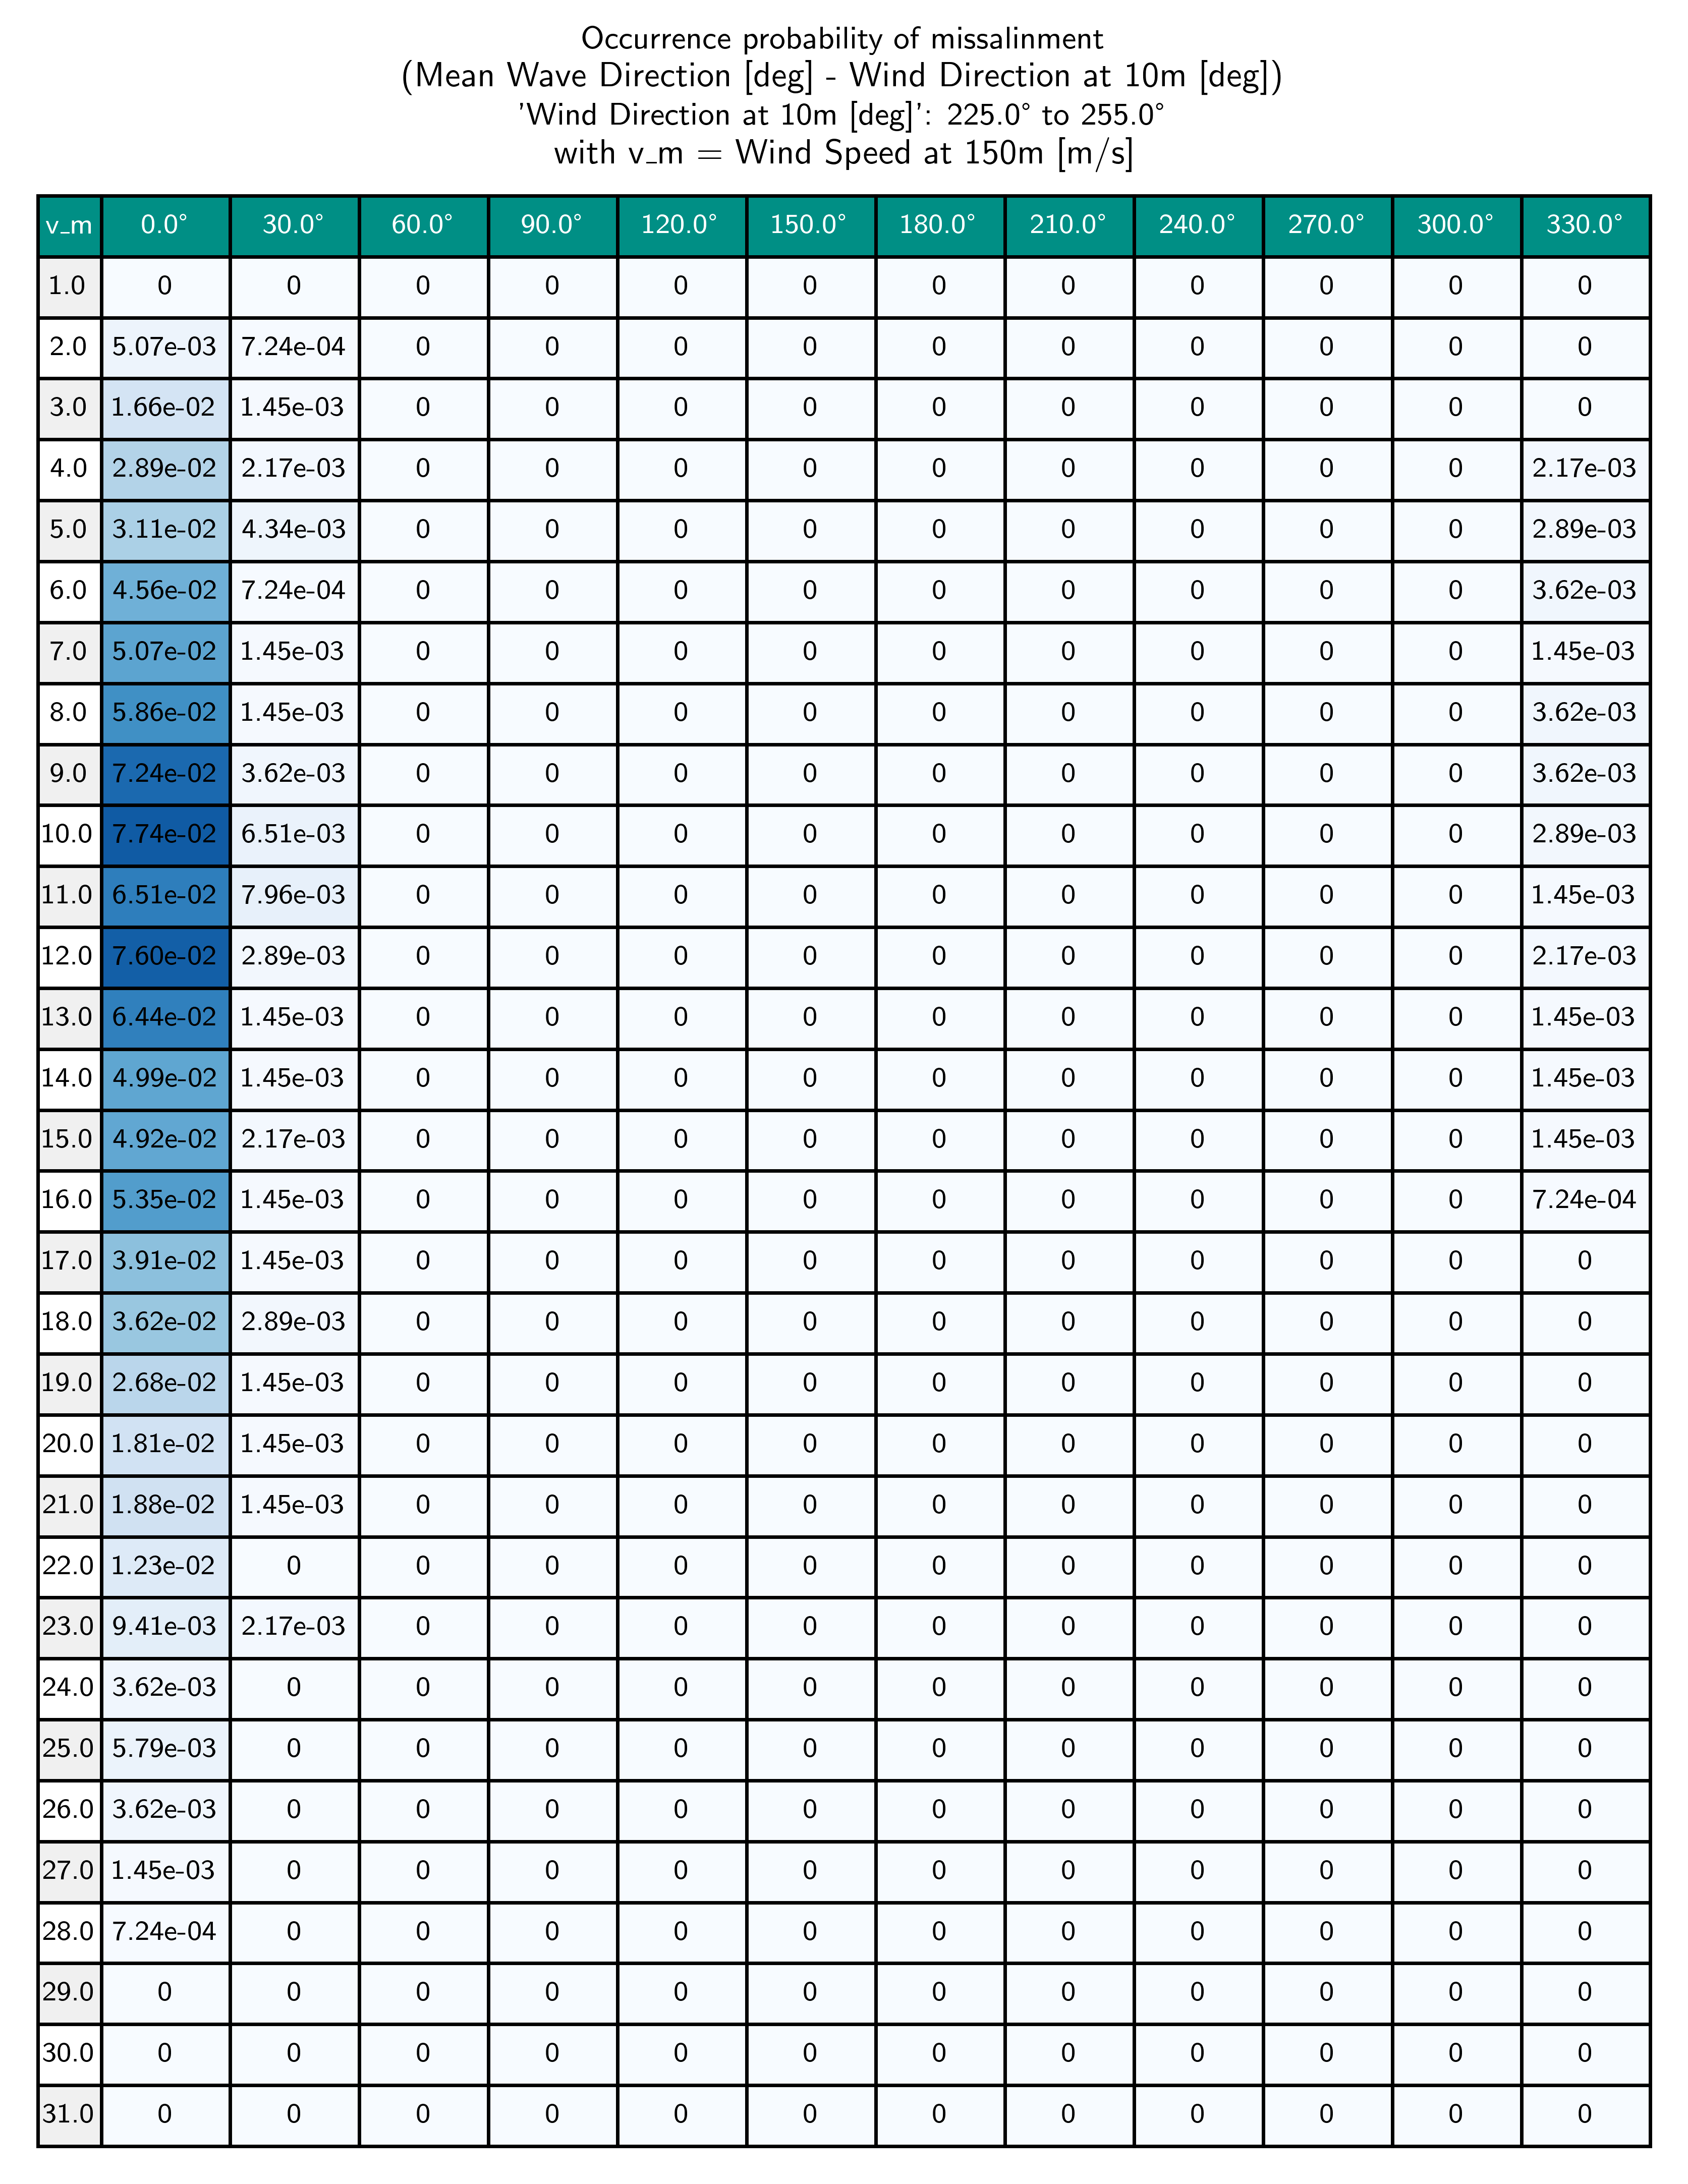 Occurrence probability of missalinment
(Mean Wave Direction [deg] - Wind Direction at 10m [deg])
'Wind Direction at 10m [deg]': 225.0° to 255.0°
with v_m = Wind Speed at 150m [m/s]
v_m 0.0° 30.0° 60.0° 90.0° 120.0° 150.0° 180.0° 210.0° 240.0° 270.0° 300.0° 330.0°
1.0 0 0 0 0 0 0 0 0 0 0 0 0
2.0 5.07e-03 7.24e-04 0 0 0 0 0 0 0 0 0 0
3.0 1.66e-02 1.45e-03 0 0 0 0 0 0 0 0 0 0
4.0 2.89e-02 2.17e-03 0 0 0 0 0 0 0 0 0 2.17e-03
5.0 3.11e-02 4.34e-03 0 0 0 0 0 0 0 0 0 2.89e-03
6.0 4.56e-02 7.24e-04 0 0 0 0 0 0 0 0 0 3.62e-03
7.0 5.07e-02 1.45e-03 0 0 0 0 0 0 0 0 0 1.45e-03
8.0 5.86e-02 1.45e-03 0 0 0 0 0 0 0 0 0 3.62e-03
9.0 7.24e-02 3.62e-03 0 0 0 0 0 0 0 0 0 3.62e-03
10.0 7.74e-02 6.51e-03 0 0 0 0 0 0 0 0 0 2.89e-03
11.0 6.51e-02 7.96e-03 0 0 0 0 0 0 0 0 0 1.45e-03
12.0 7.60e-02 2.89e-03 0 0 0 0 0 0 0 0 0 2.17e-03
13.0 6.44e-02 1.45e-03 0 0 0 0 0 0 0 0 0 1.45e-03
14.0 4.99e-02 1.45e-03 0 0 0 0 0 0 0 0 0 1.45e-03
15.0 4.92e-02 2.17e-03 0 0 0 0 0 0 0 0 0 1.45e-03
16.0 5.35e-02 1.45e-03 0 0 0 0 0 0 0 0 0 7.24e-04
17.0 3.91e-02 1.45e-03 0 0 0 0 0 0 0 0 0 0
18.0 3.62e-02 2.89e-03 0 0 0 0 0 0 0 0 0 0
19.0 2.68e-02 1.45e-03 0 0 0 0 0 0 0 0 0 0
20.0 1.81e-02 1.45e-03 0 0 0 0 0 0 0 0 0 0
21.0 1.88e-02 1.45e-03 0 0 0 0 0 0 0 0 0 0
22.0 1.23e-02 0 0 0 0 0 0 0 0 0 0 0
23.0 9.41e-03 2.17e-03 0 0 0 0 0 0 0 0 0 0
24.0 3.62e-03 0 0 0 0 0 0 0 0 0 0 0
25.0 5.79e-03 0 0 0 0 0 0 0 0 0 0 0
26.0 3.62e-03 0 0 0 0 0 0 0 0 0 0 0
27.0 1.45e-03 0 0 0 0 0 0 0 0 0 0 0
28.0 7.24e-04 0 0 0 0 0 0 0 0 0 0 0
29.0 0 0 0 0 0 0 0 0 0 0 0 0
30.0 0 0 0 0 0 0 0 0 0 0 0 0
31.0 0 0 0 0 0 0 0 0 0 0 0 0